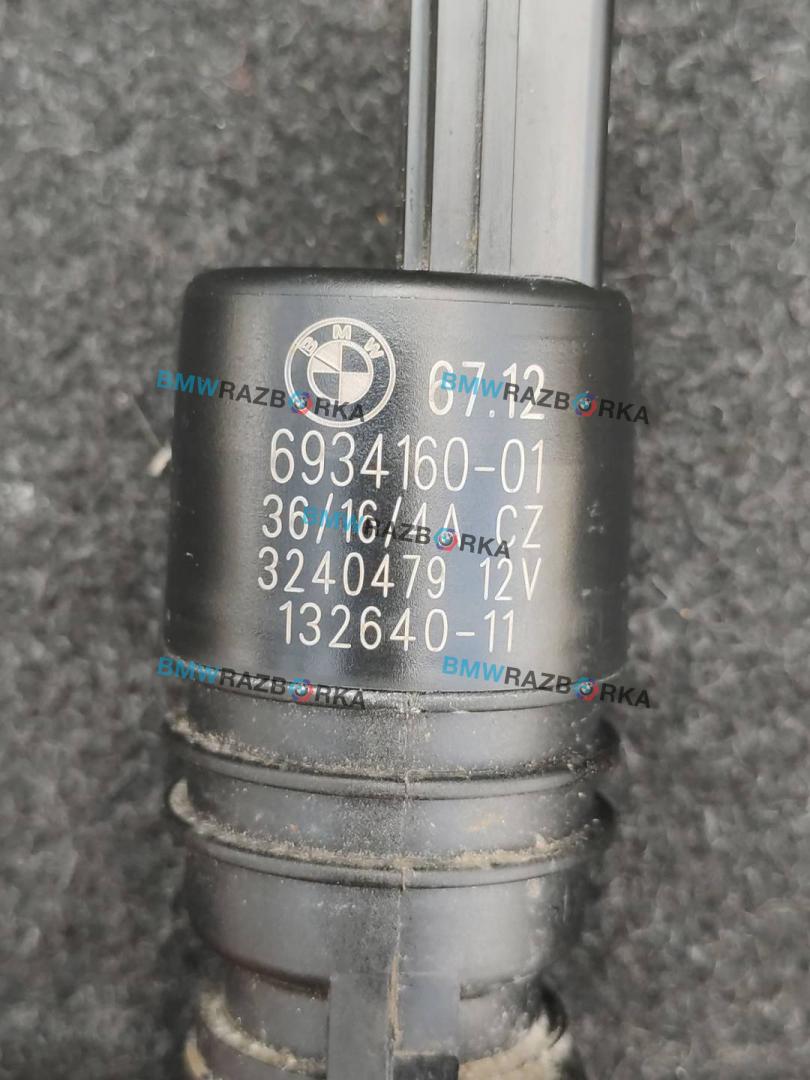 BMW 67.12
BMWRAZBORKA BMWRAZBORKA
6934160-01
36/16/4A CZ
BMWRAZBORKA
3240479 12V
132640-11
BMWRAZBORKA BMWRAZBORKA